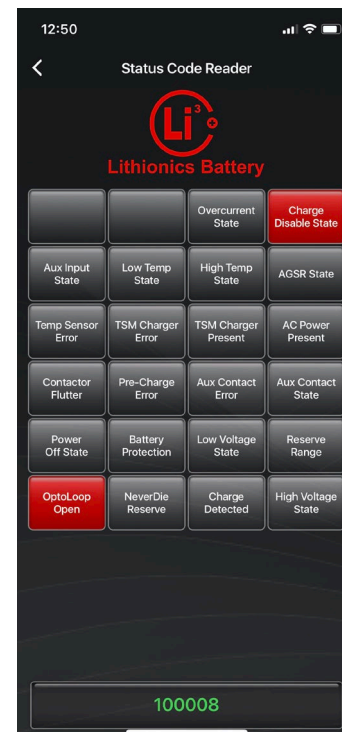 12:50
Status Code Reader
Li3+
Lithionics Battery
Overcurrent
State
Charge
Disable State
Aux Input
State
Low Temp
State
High Temp
State
AGSR State
Temp Sensor
Error
TSM Charger
Error
TSM Charger
Present
AC Power
Present
Contactor
Flutter
Pre-Charge
Error
Aux Contact
Error
Aux Contact
State
Power
Off State
Battery
Protection
Low Voltage
State
Reserve
Range
OptoLoop
Open
NeverDie
Reserve
Charge
Detected
High Voltage
State
100008